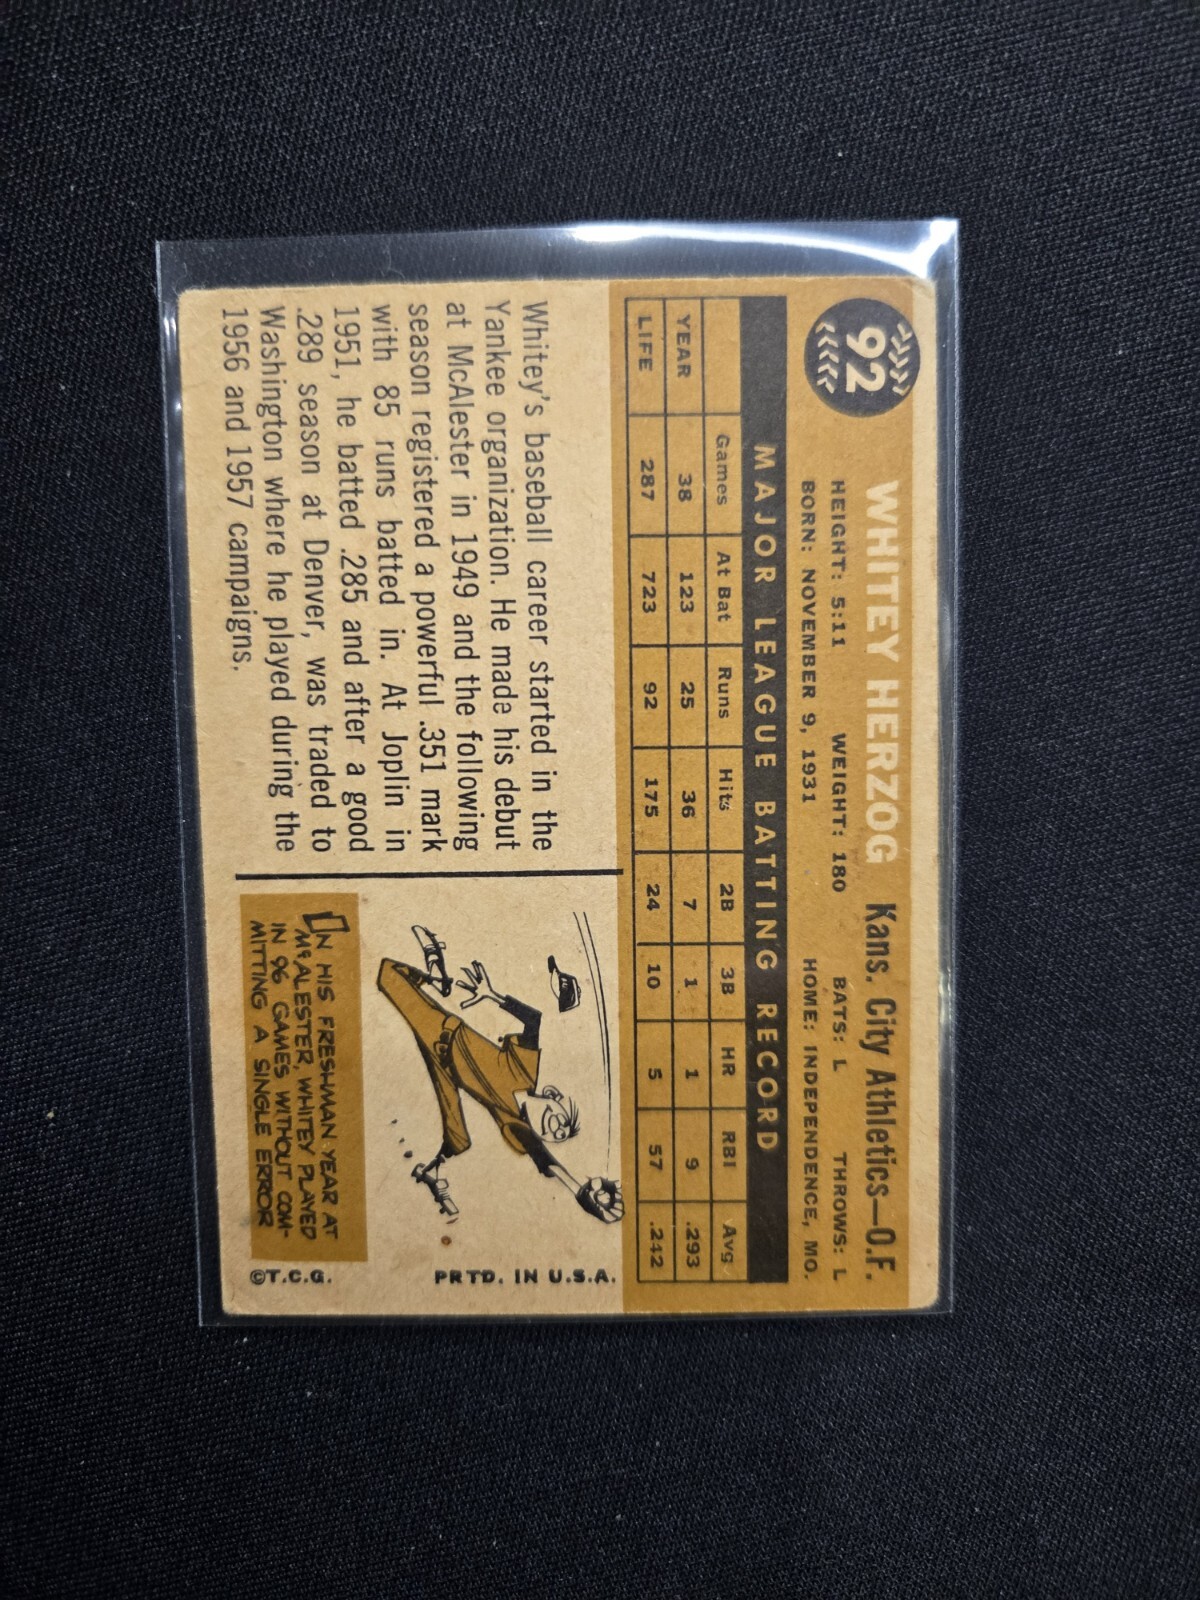 92
WHITEY HERZOG Kans. City Athletics—O.F.
HEIGHT: 5:11 WEIGHT: 180 BATS: L THROWS: L
BORN: NOVEMBER 9, 1931 HOME: INDEPENDENCE, MO.
MAJOR LEAGUE BATTING RECORD
Games At Bat Runs Hits 2B 3B HR RBI Avg
YEAR 38 123 25 36 7 1 1 9 .293
LIFE 287 723 92 175 24 10 5 57 .242
Whitey's baseball career started in the
Yankee organization. He made his debut
at McAlester in 1949 and the following
season registered a powerful .351 mark
with 85 runs batted in. At Joplin in
1951, he batted .285 and after a good
.289 season at Denver, was traded to
Washington where he played during the
1956 and 1957 campaigns.
IN HIS FRESHMAN YEAR AT
McALESTER, WHITEY PLAYED
IN 96 GAMES WITHOUT COM-
MITTING A SINGLE ERROR
©T.C.G. PRTD. IN U.S.A.